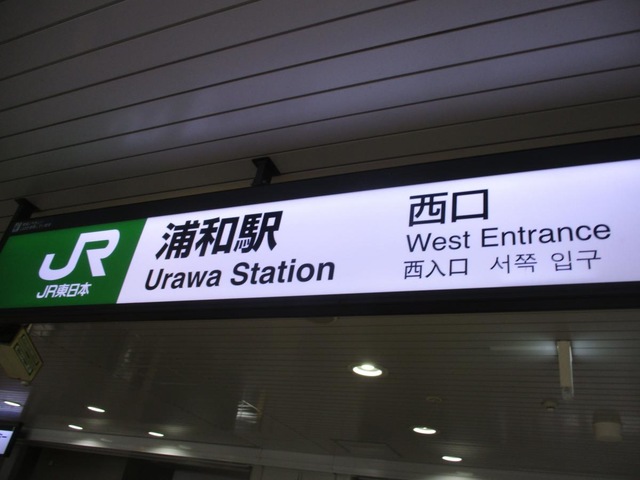 JR
JR東日本
浦和駅
Urawa Station
西口
West Entrance
西入口 서쪽 입구